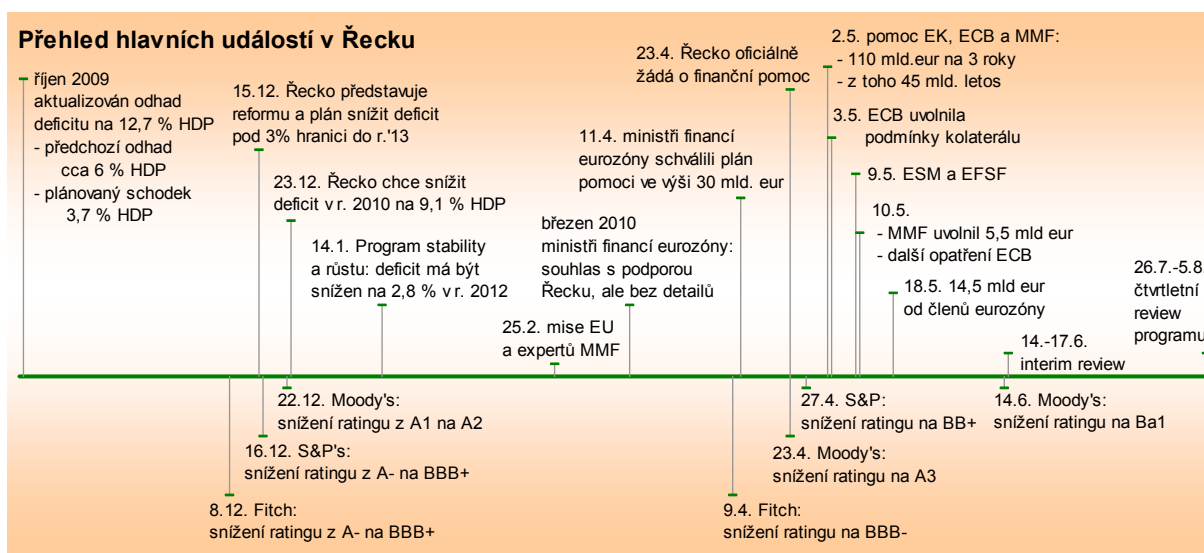 Přehled hlavních událostí v Řecku
říjen 2009
aktualizován odhad
deficitu na 12,7 % HDP
- předchozí odhad
cca 6 % HDP
- plánovaný schodek
3,7 % HDP
15.12. Řecko představuje
reformu a plán snížit deficit
pod 3% hranici do r.'13
23.12. Řecko chce snížit
deficit v r. 2010 na 9,1 % HDP
14.1. Program stability
a růstu: deficit má být
snížen na 2,8 % v r. 2012
25.2. mise EU
a expertů MMF
březen 2010
ministři financí eurozóny:
souhlas s podporou
Řecku, ale bez detailů
11.4. ministři financí
eurozóny schválili plán
pomoci ve výši 30 mld. eur
23.4. Řecko oficiálně
žádá o finanční pomoc
2.5. pomoc EK, ECB a MMF:
- 110 mld.eur na 3 roky
- z toho 45 mld. letos
3.5. ECB uvolnila
podmínky kolaterálu
9.5. ESM a EFSF
10.5.
- MMF uvolnil 5,5 mld eur
- další opatření ECB
18.5. 14,5 mld eur
od členů eurozóny
14.-17.6.
interim review
26.7.-5.8
čtvrtletní
review
programu
22.12. Moody's:
snížení ratingu z A1 na A2
16.12. S&P's:
snížení ratingu z A- na BBB+
8.12. Fitch:
snížení ratingu z A- na BBB+
27.4. S&P:
snížení ratingu na BB+
23.4. Moody's:
snížení ratingu na A3
9.4. Fitch:
snížení ratingu na BBB-
14.6. Moody's:
snížení ratingu na Ba1